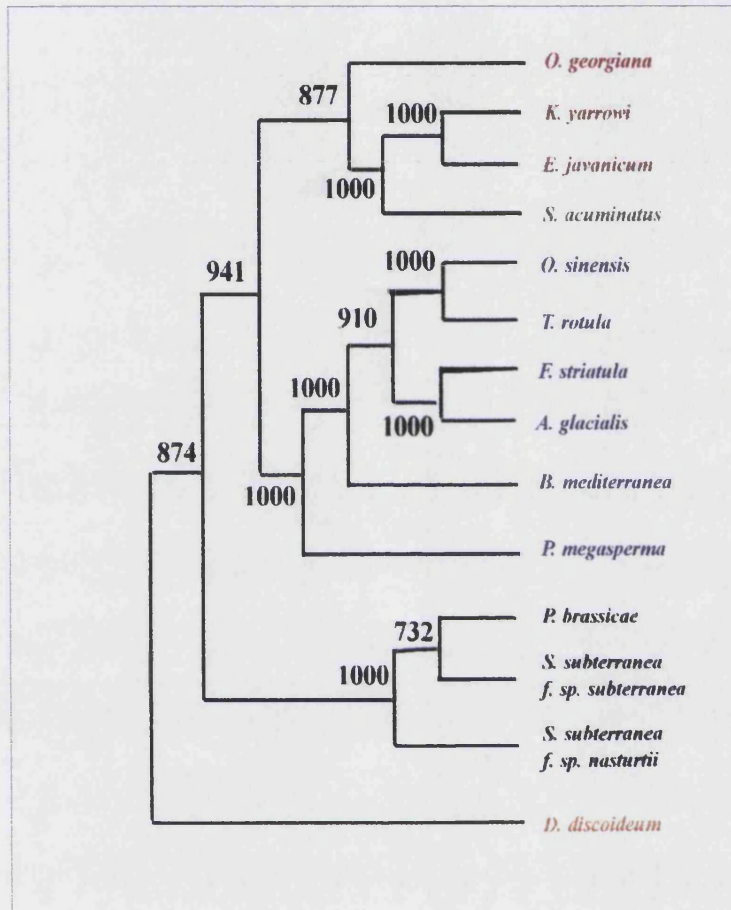 O. georgiana
877
1000
K. yarrowi
E. javanicum
1000
S. acuminatus
1000
O. sinensis
941
910
T. rotula
F. striatula
1000
1000
A. glacialis
874
B. mediterranea
1000
P. megasperma
P. brassicae
732
S. subterranea
1000
f. sp. subterranea
S. subterranea
f. sp. nasturtii
D. discoideum